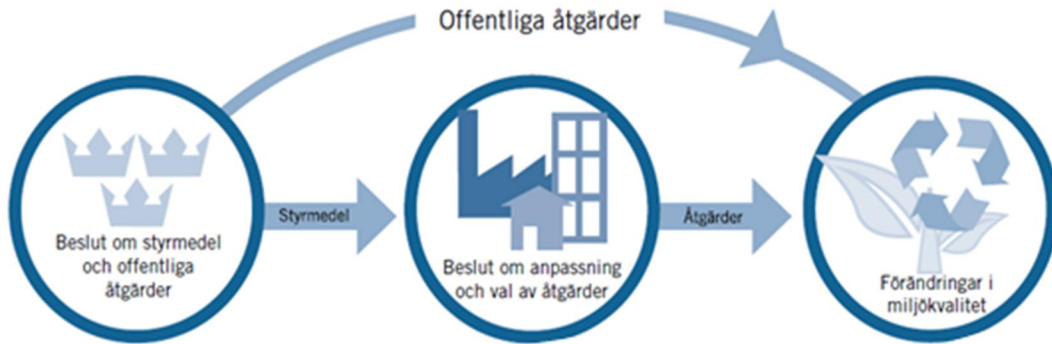 Offentliga åtgärder
Beslut om styrmedel
och offentliga
åtgärder
Styrmedel
Beslut om anpassning
och val av åtgärder
Åtgärder
Förändringar i
miljökvalitet